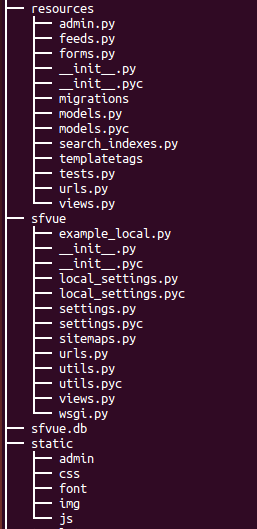 resources
admin.py
feeds.py
forms.py
__init__.py
__init__.pyc
migrations
models.py
models.pyc
search_indexes.py
templatetags
tests.py
urls.py
views.py
sfvue
example_local.py
__init__.py
__init__.pyc
local_settings.py
local_settings.pyc
settings.py
settings.pyc
sitemaps.py
urls.py
utils.py
utils.pyc
views.py
wsgi.py
sfvue.db
static
admin
css
font
img
js